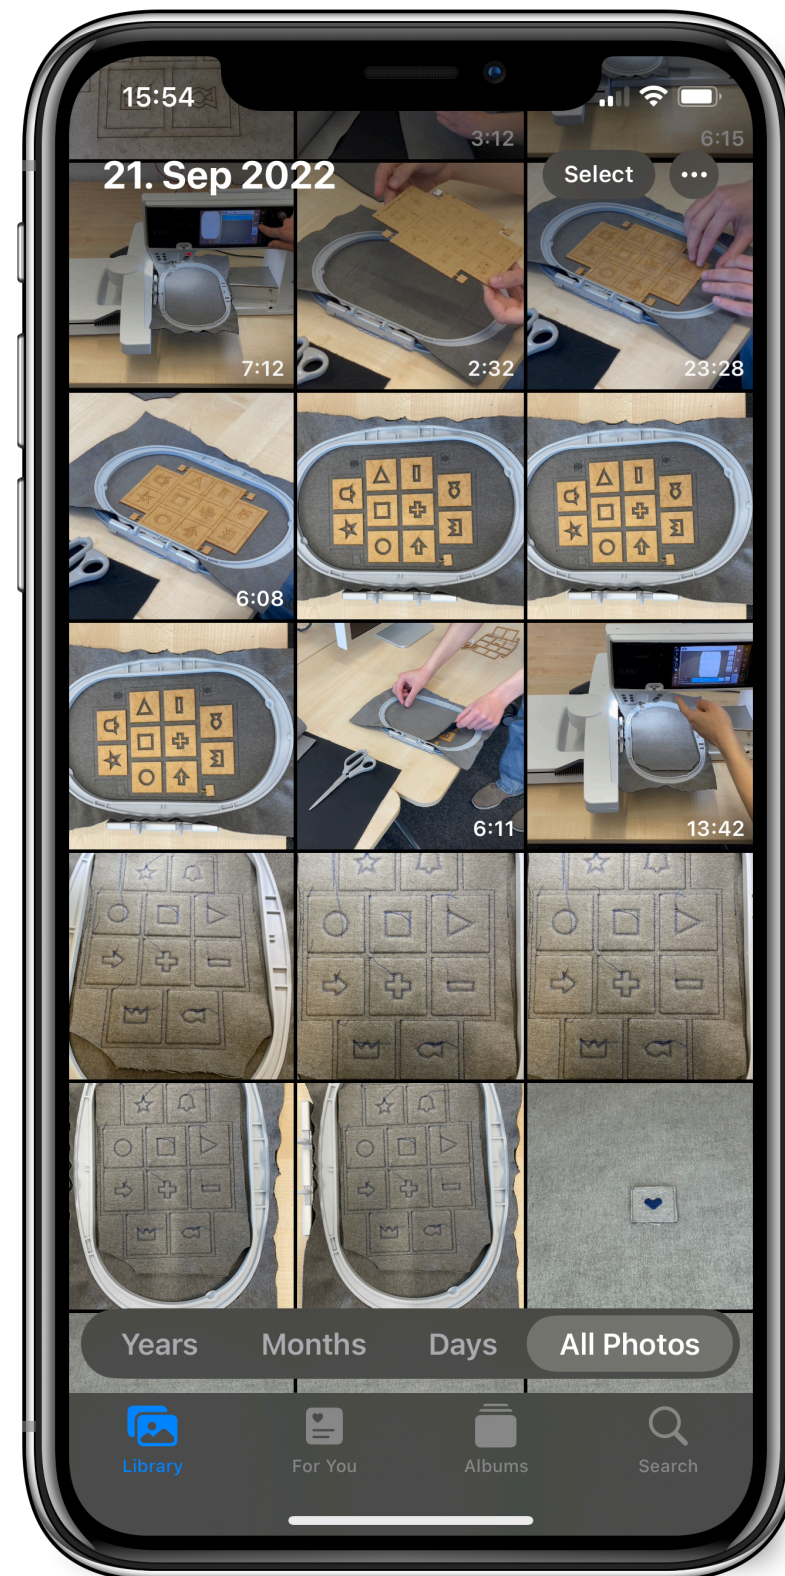 15:54
3:12
6:15
21. Sep 2022
Select
7:12
2:32
23:28
6:08
6:11
13:42
Years
Months
Days
All Photos
Library
For You
Albums
Search